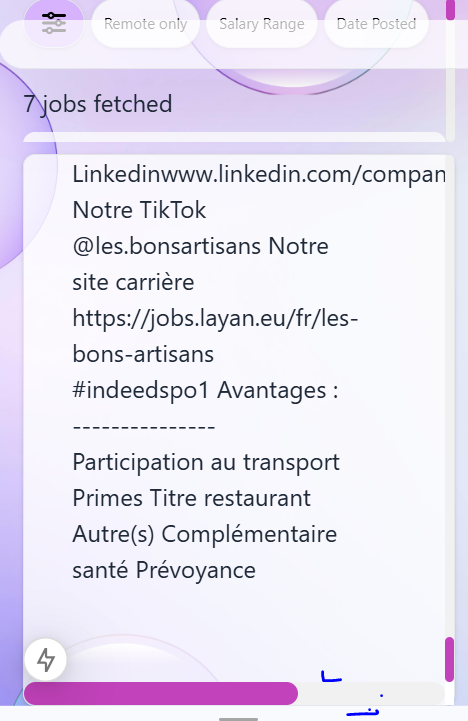 Remote only
Salary Range
Date Posted
7 jobs fetched
Linkedinwww.linkedin.com/compan
Notre TikTok
@les.bonsartisans Notre
site carrière
https://jobs.layan.eu/fr/les-
bons-artisans
#indeedspo1 Avantages :
---------------
Participation au transport
Primes Titre restaurant
Autre(s) Complémentaire
santé Prévoyance